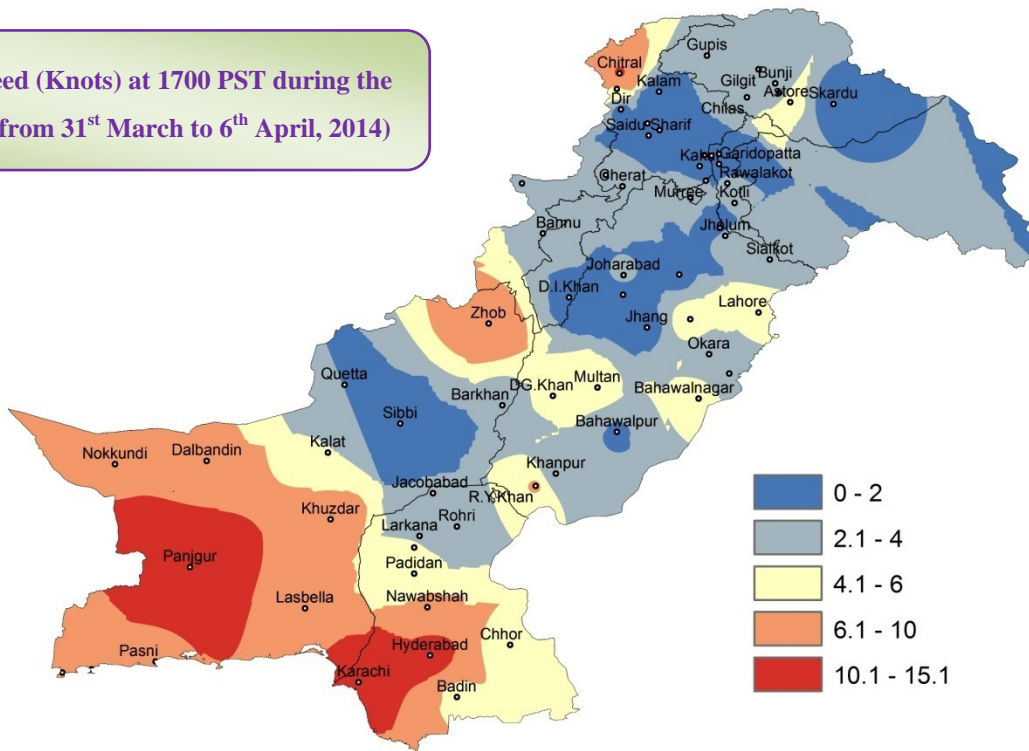 eed (Knots) at 1700 PST during the
from 31st March to 6th April, 2014)
Gupis
Chitral
Bunji
Kalam
Gilgit
Astore
Skardu
Dir
Chilas
Saidu Sharif
Kakul
Garidopatta
Cherat
Rawalakot
Murree
Kotli
Bannu
Jhelum
Sialkot
Joharabad
D.I.Khan
Lahore
Zhob
Jhang
Okara
Quetta
Multan
DG.Khan
Barkhan
Bahawalnagar
Sibbi
Bahawalpur
Kalat
Nokkundi
Dalbandin
Khanpur
Jacobabad
R.Y.Khan
Khuzdar
Rohri
Larkana
Panjgur
Padidan
Lasbella
Nawabshah
Chhor
Hyderabad
Pasni
Karachi
Badin
0 - 2
2.1 - 4
4.1 - 6
6.1 - 10
10.1 - 15.1